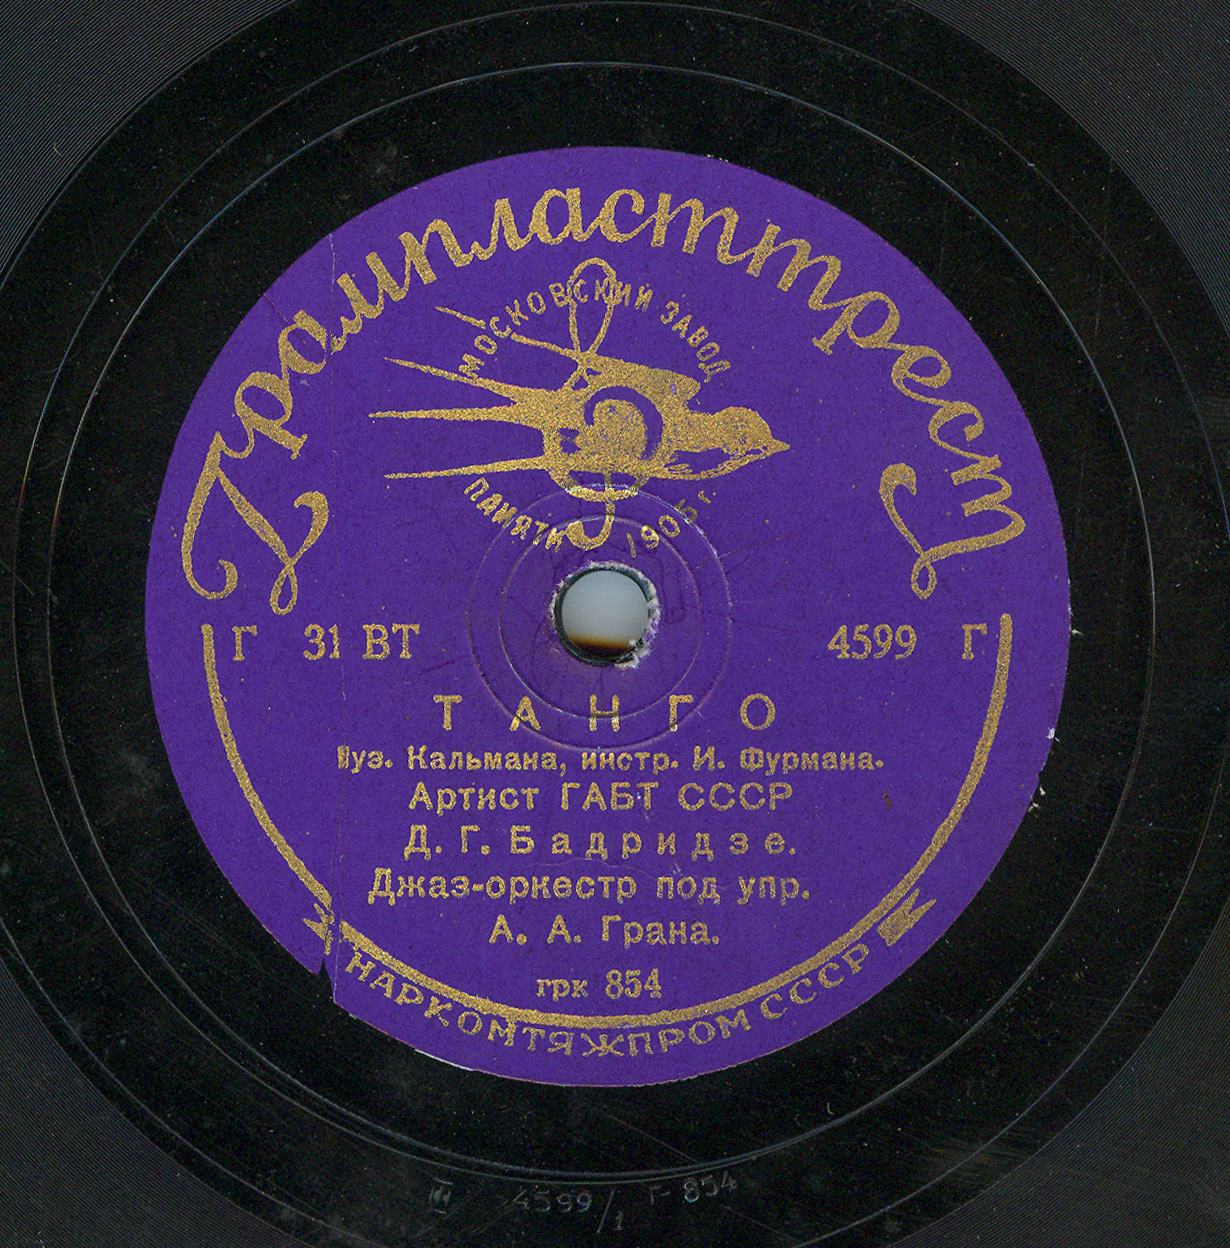 Грампласттрест
МОСКОВСКИЙ ЗАВОД
ПАМЯТИ 1905 г.
Г 31 ВТ 4599 Г
ТАНГО
Муз. Кальмана, инстр. И. Фурмана.
Артист ГАБТ СССР
Д. Г. Бадридзе.
Джаз-оркестр под упр.
А. А. Грана.
грк 854
НАРКОМТЯЖПРОМ СССР
III 4599/1 Г-854